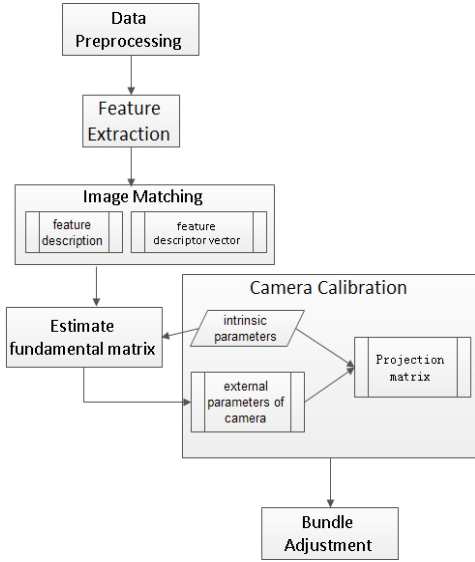 Data
Preprocessing
Feature
Extraction
Image Matching
feature
description
feature
descriptor vector
Camera Calibration
intrinsic
parameters
Estimate
fundamental matrix
Projection
matrix
external
parameters of
camera
Bundle
Adjustment